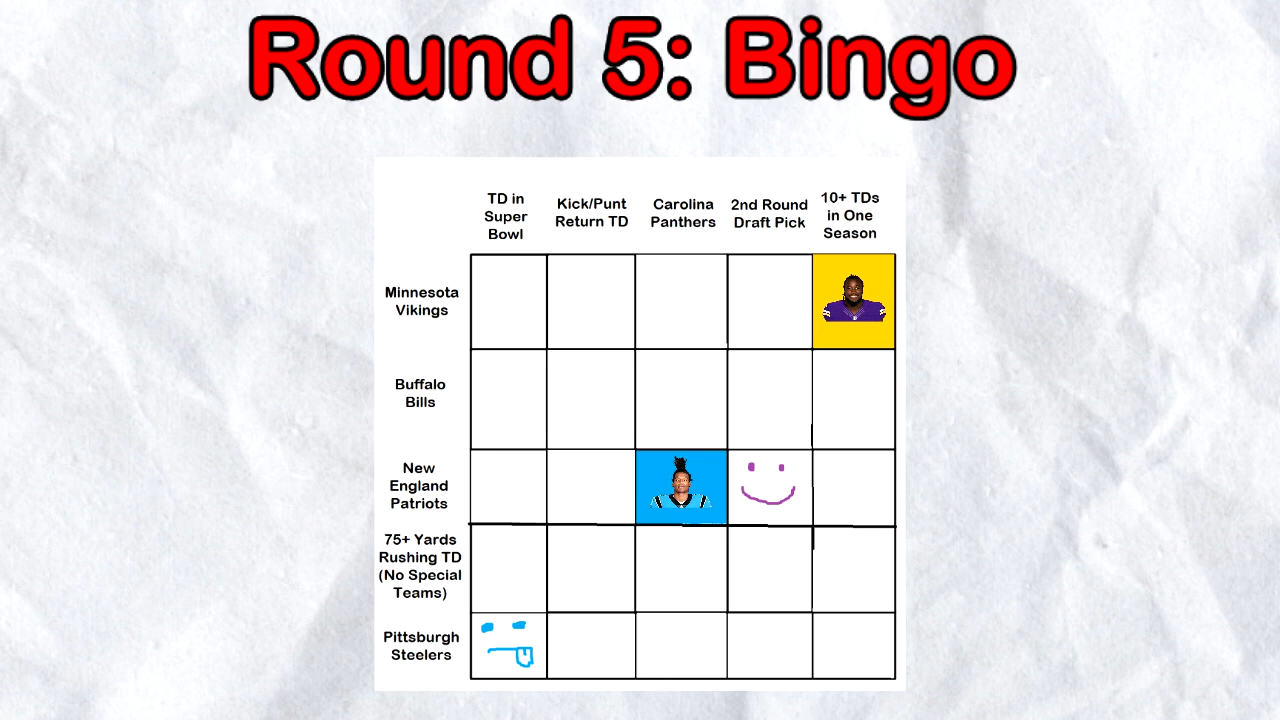 Round 5: Bingo
TD in
Super
Bowl
Kick/Punt
Return TD
Carolina
Panthers
2nd Round
Draft Pick
10+ TDs
in One
Season
Minnesota
Vikings
Buffalo
Bills
New
England
Patriots
75+ Yards
Rushing TD
(No Special
Teams)
Pittsburgh
Steelers